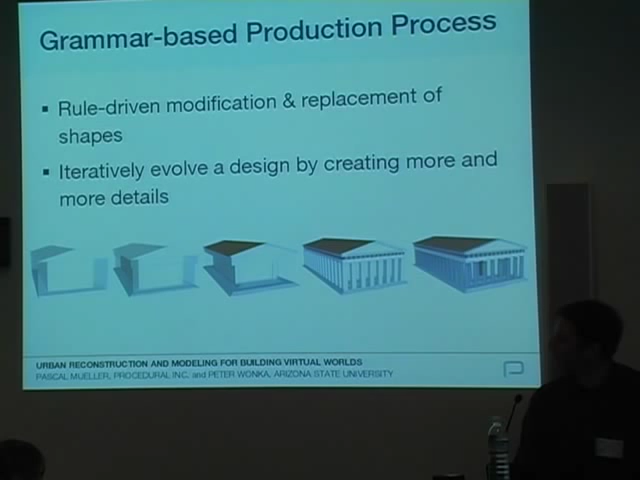 Grammar-based Production Process
▪ Rule-driven modification & replacement of
shapes
▪ Iteratively evolve a design by creating more and
more details
URBAN RECONSTRUCTION AND MODELING FOR BUILDING VIRTUAL WORLDS
PASCAL MUELLER, PROCEDURAL INC. and PETER WONKA, ARIZONA STATE UNIVERSITY